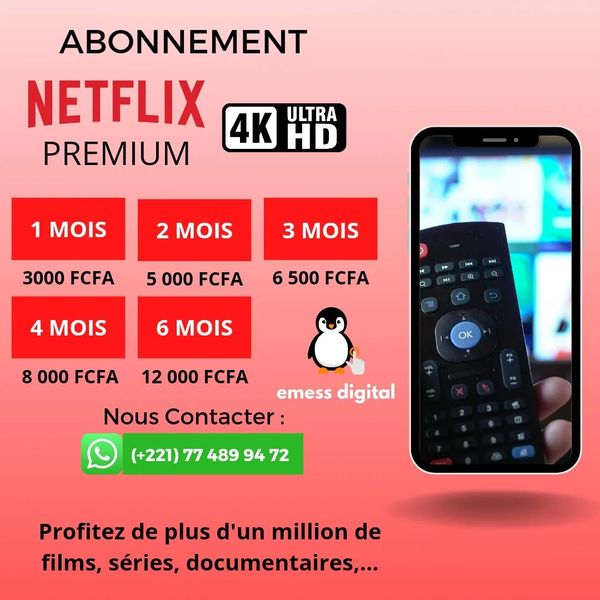 ABONNEMENT
NETFLIX
PREMIUM
4K ULTRA HD
1 MOIS
2 MOIS
3 MOIS
3000 FCFA
5 000 FCFA
6 500 FCFA
4 MOIS
6 MOIS
8 000 FCFA
12 000 FCFA
emess digital
Nous Contacter :
(+221) 77 489 94 72
OK
Profitez de plus d'un million de
films, séries, documentaires,...